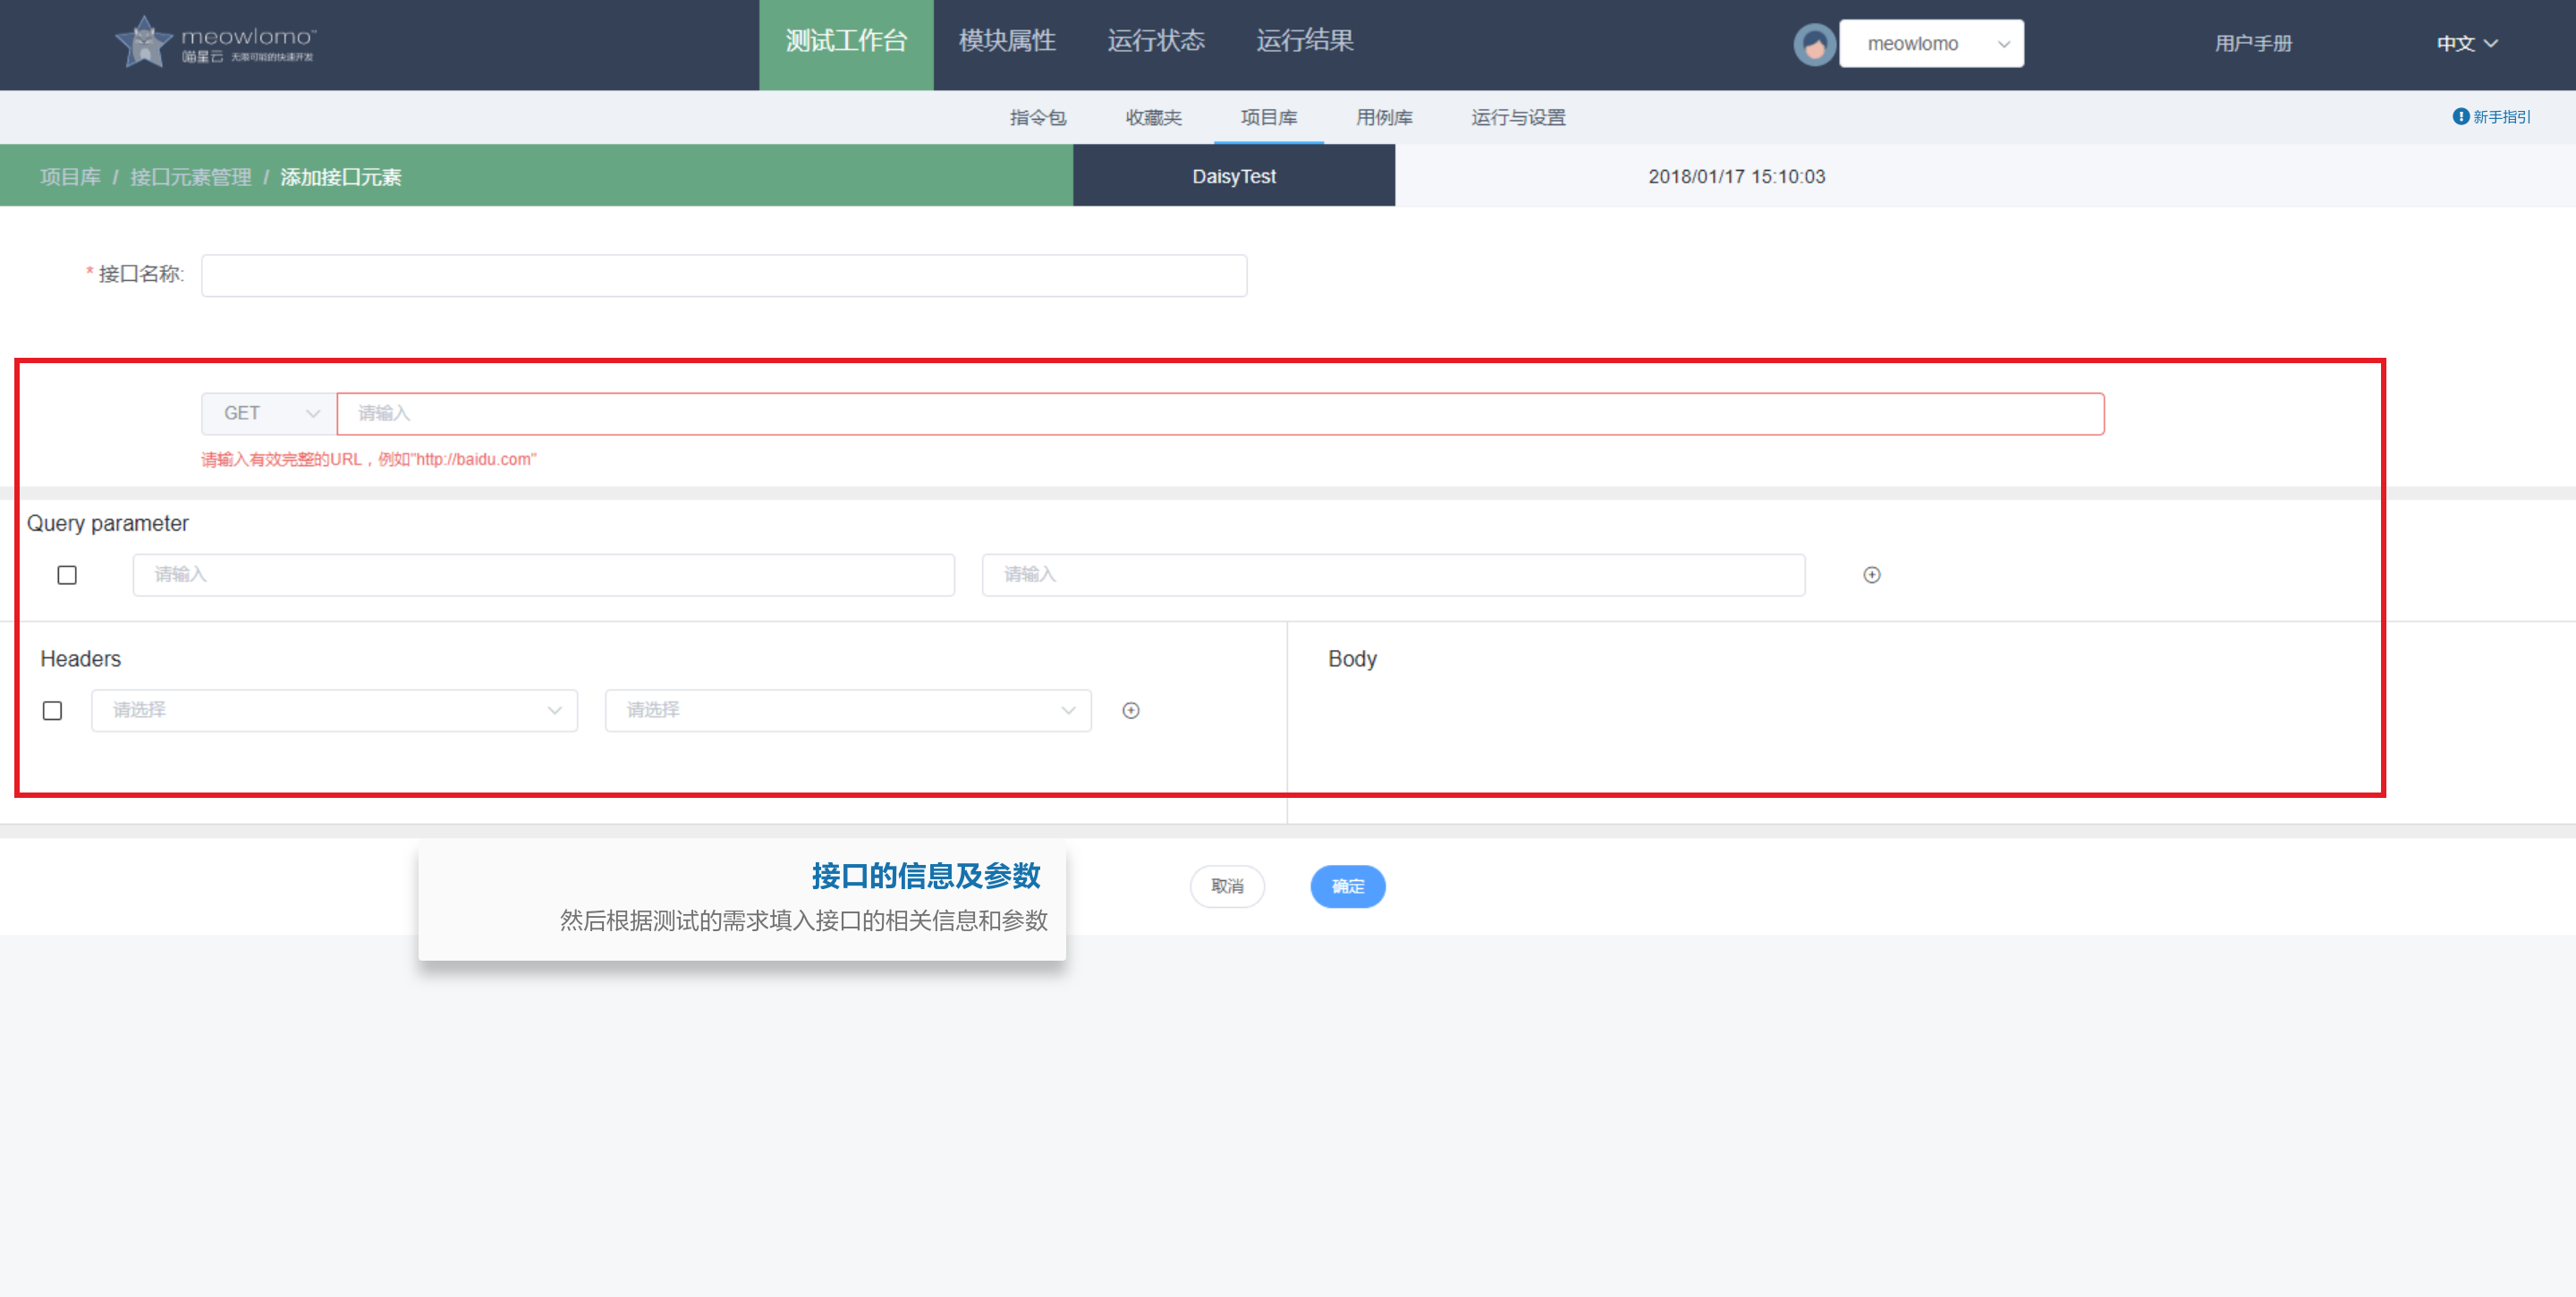 meowlomo™
喵星云 无限可能的快速开发
测试工作台 模块属性 运行状态 运行结果
meowlomo
用户手册
中文
指令包 收藏夹 项目库 用例库 运行与设置
新手指引
项目库 / 接口元素管理 / 添加接口元素
DaisyTest
2018/01/17 15:10:03
* 接口名称:
GET 请输入
请输入有效完整的URL，例如"http://baidu.com"
Query parameter
请输入 请输入
Headers
请选择 请选择
Body
接口的信息及参数
然后根据测试的需求填入接口的相关信息和参数
取消 确定